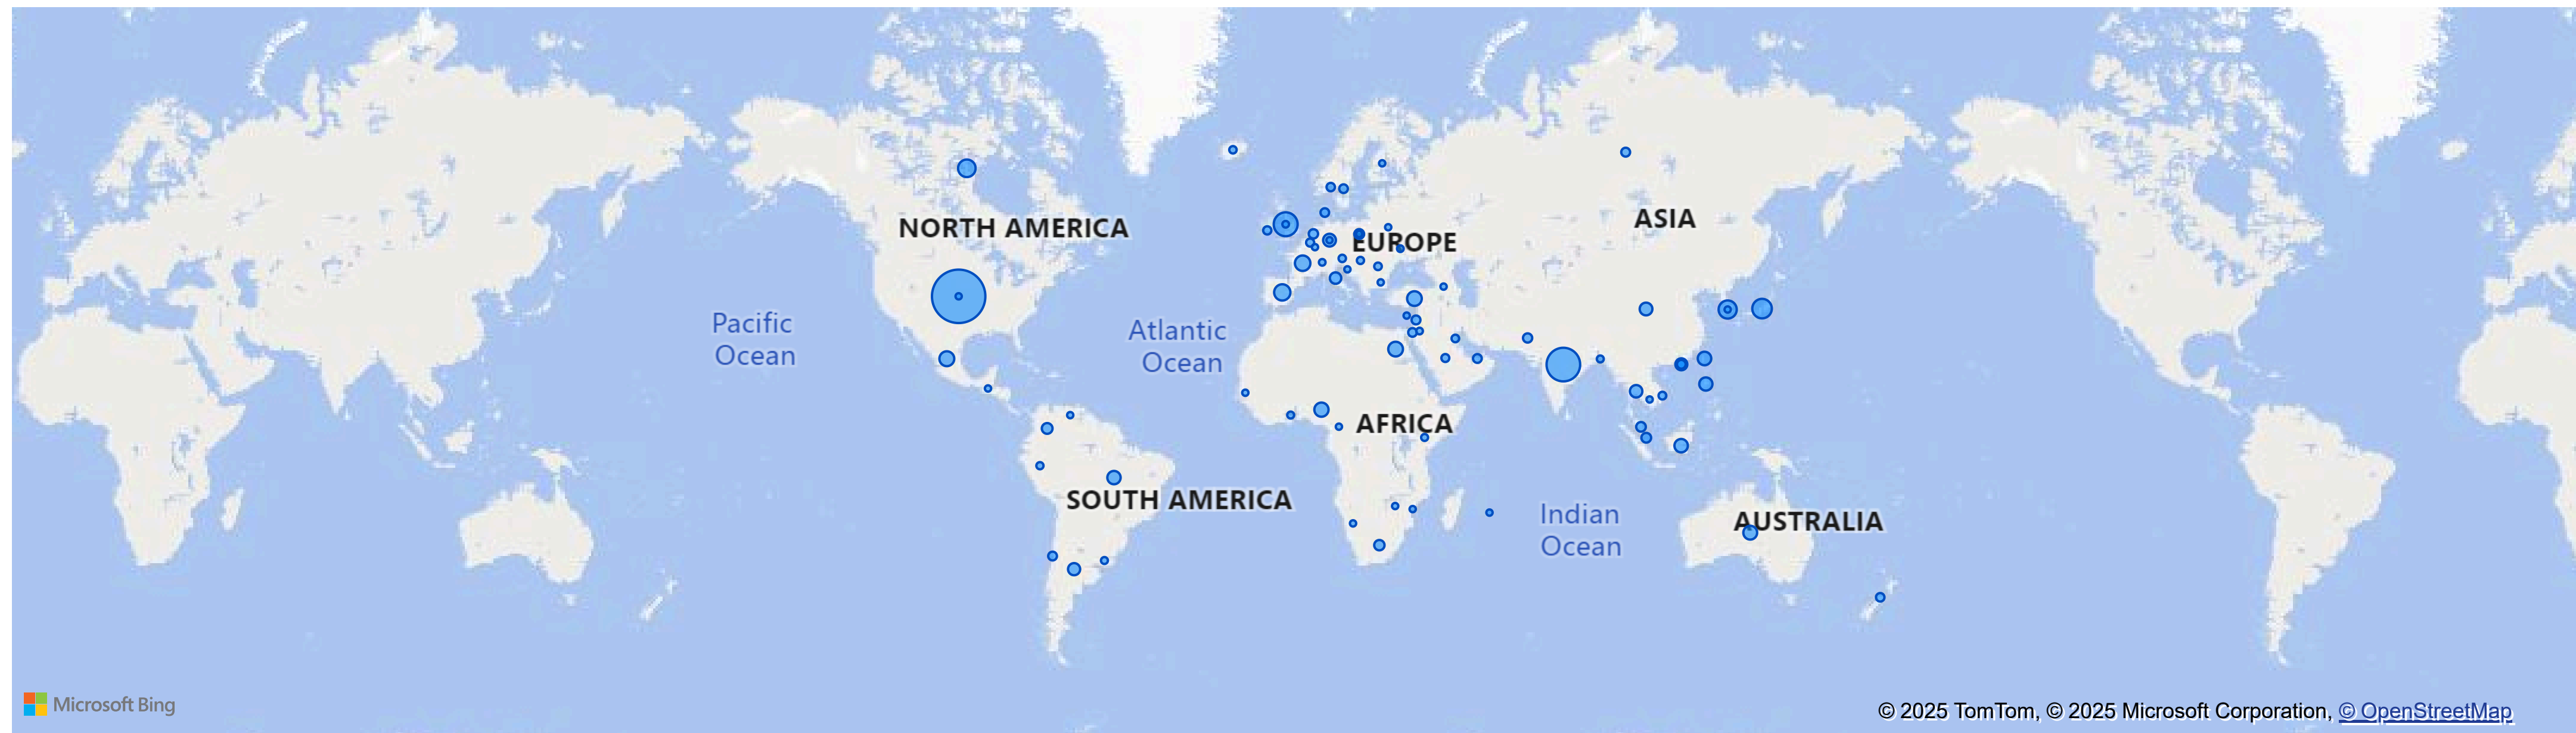 NORTH AMERICA
ASIA
EUROPE
Pacific
Ocean
Atlantic
Ocean
AFRICA
SOUTH AMERICA
Indian
Ocean
AUSTRALIA
Microsoft Bing
© 2025 TomTom, © 2025 Microsoft Corporation, © OpenStreetMap